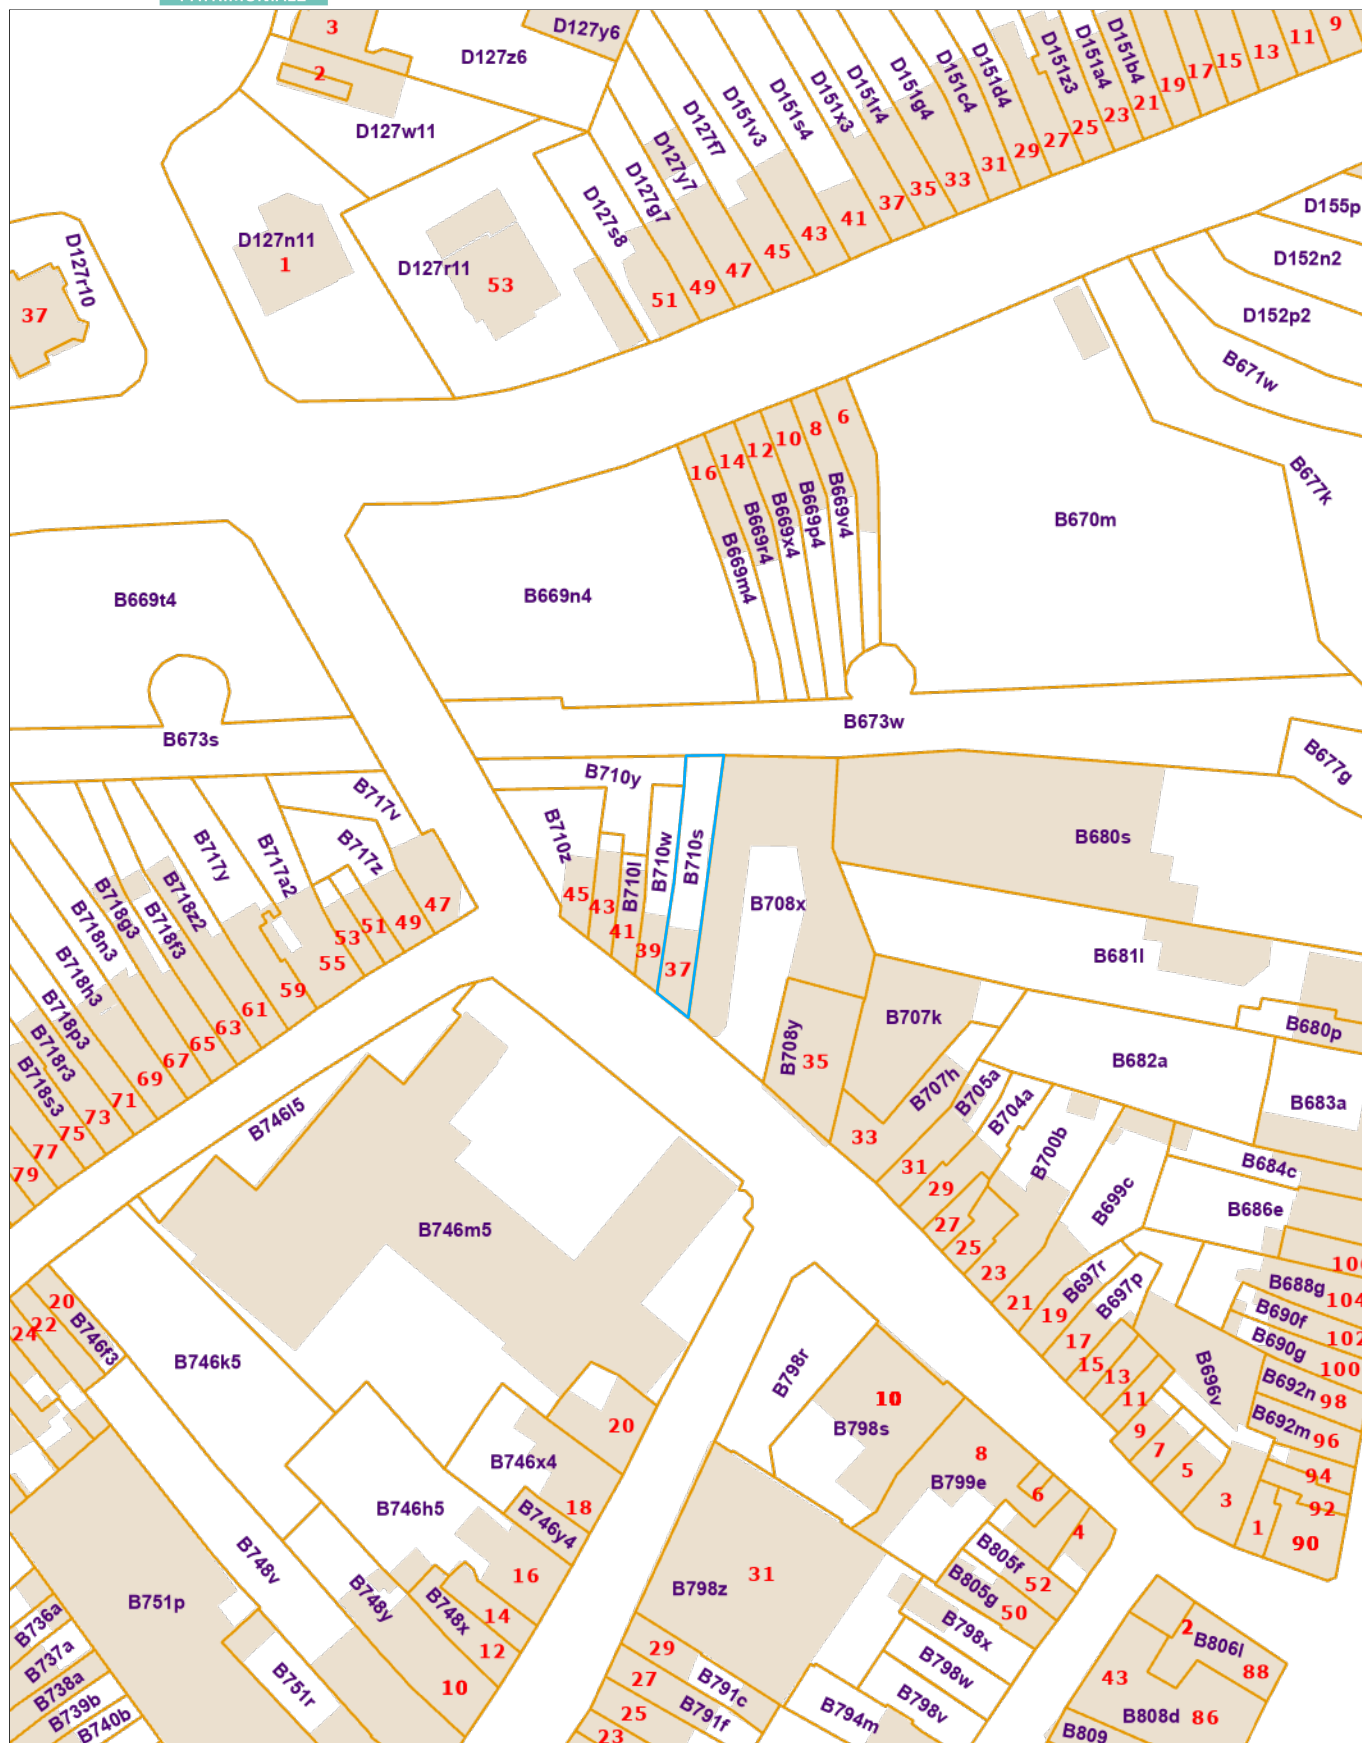 3
D127y6
D127z6
2
D127w11
9
11
13
15
17
19
21
23
25
27
29
31
33
35
37
41
43
45
47
49
51
D151b4
D151a4
D151z3
D151d4
D151c4
D151g4
D151r4
D151x3
D151s4
D151v3
D127f7
D127y7
D127g7
D127s8
D155p
D127n11
1
D127r11
53
D127r10
37
D152n2
D152p2
B671w
B677k
6
8
10
12
14
16
B669v4
B669p4
B669x4
B669r4
B669m4
B670m
B669t4
B669n4
B673w
B673s
B677g
B710y
B717v
B710z
B710l
B710w
B710s
B680s
B717z
B717a2
B717y
B718z2
B718f3
B718g3
B718n3
B718h3
B718p3
B718r3
B718s3
B708x
45
43
41
39
37
47
49
51
53
55
59
61
63
65
67
69
71
73
75
77
79
B681l
B707k
B680p
B708y
35
B682a
B683a
B707h
B705a
B704a
B700b
B746l5
33
31
29
27
25
23
21
19
17
15
13
11
9
7
5
3
1
B684c
B699c
B686e
B746m5
B697r
B697p
B688g
104
B690f
102
B690g
100
B692n
98
B692m
96
94
92
90
B696v
20
22
24
B746f3
B746k5
B798r
10
B798s
20
8
B799e
B746x4
6
4
B746h5
18
B746y4
B748v
B805f
52
B805g
50
16
31
B798z
B751p
B748y
B748x
14
12
10
B736a
B737a
B738a
B739b
B740b
B751r
B798x
B798w
B798v
29
27
25
23
B791c
B791f
B794m
2
B806l
88
43
B808d
86
B809